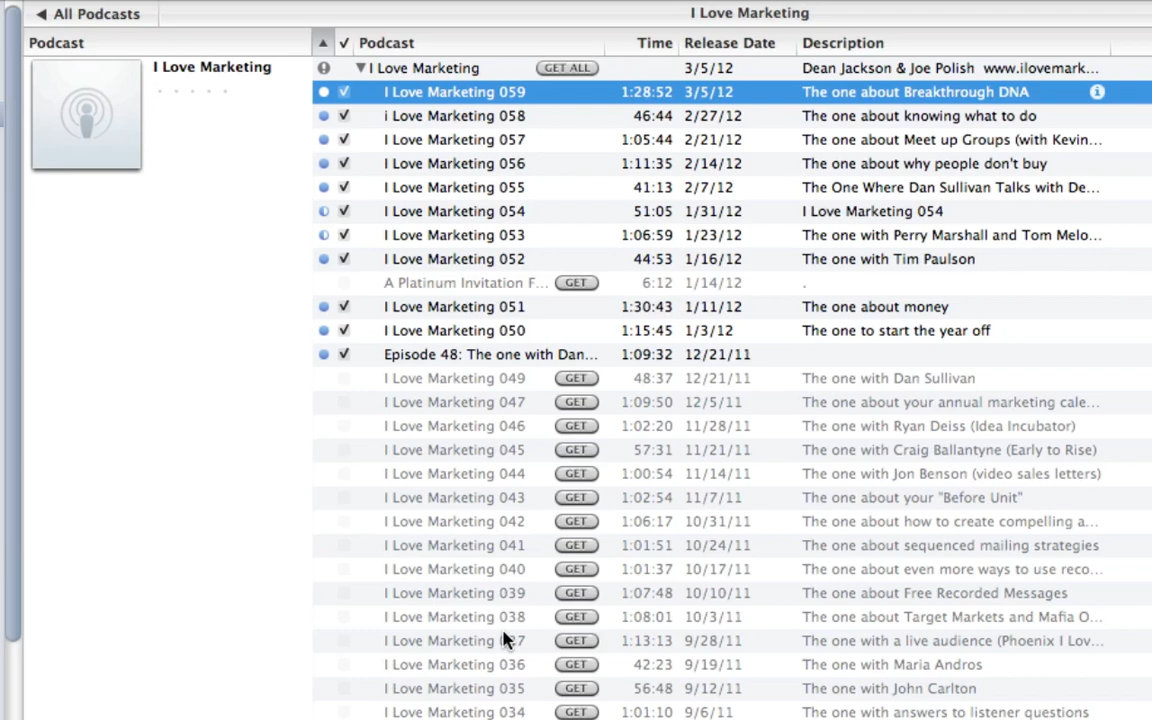 ◀ All Podcasts I Love Marketing
Podcast ▲ ✓ Podcast Time Release Date Description
I Love Marketing
▼ I Love Marketing GET ALL 3/5/12 Dean Jackson & Joe Polish www.ilovemark...
I Love Marketing 059 1:28:52 3/5/12 The one about Breakthrough DNA
i Love Marketing 058 46:44 2/27/12 The one about knowing what to do
I Love Marketing 057 1:05:44 2/21/12 The one about Meet up Groups (with Kevin...
I Love Marketing 056 1:11:35 2/14/12 The one about why people don't buy
I Love Marketing 055 41:13 2/7/12 The One Where Dan Sullivan Talks with De...
I Love Marketing 054 51:05 1/31/12 I Love Marketing 054
I Love Marketing 053 1:06:59 1/23/12 The one with Perry Marshall and Tom Melo...
I Love Marketing 052 44:53 1/16/12 The one with Tim Paulson
A Platinum Invitation F... GET 6:12 1/14/12 .
I Love Marketing 051 1:30:43 1/11/12 The one about money
I Love Marketing 050 1:15:45 1/3/12 The one to start the year off
Episode 48: The one with Dan... 1:09:32 12/21/11
I Love Marketing 049 GET 48:37 12/21/11 The one with Dan Sullivan
I Love Marketing 047 GET 1:09:50 12/5/11 The one about your annual marketing cale...
I Love Marketing 046 GET 1:02:20 11/28/11 The one with Ryan Deiss (Idea Incubator)
I Love Marketing 045 GET 57:31 11/21/11 The one with Craig Ballantyne (Early to Rise)
I Love Marketing 044 GET 1:00:54 11/14/11 The one with Jon Benson (video sales letters)
I Love Marketing 043 GET 1:02:54 11/7/11 The one about your "Before Unit"
I Love Marketing 042 GET 1:06:17 10/31/11 The one about how to create compelling a...
I Love Marketing 041 GET 1:01:51 10/24/11 The one about sequenced mailing strategies
I Love Marketing 040 GET 1:01:37 10/17/11 The one about even more ways to use reco...
I Love Marketing 039 GET 1:07:48 10/10/11 The one about Free Recorded Messages
I Love Marketing 038 GET 1:08:01 10/3/11 The one about Target Markets and Mafia O...
I Love Marketing 037 GET 1:13:13 9/28/11 The one with a live audience (Phoenix I Lov...
I Love Marketing 036 GET 42:23 9/19/11 The one with Maria Andros
I Love Marketing 035 GET 56:48 9/12/11 The one with John Carlton
I Love Marketing 034 GET 1:01:10 9/6/11 The one with answers to listener questions